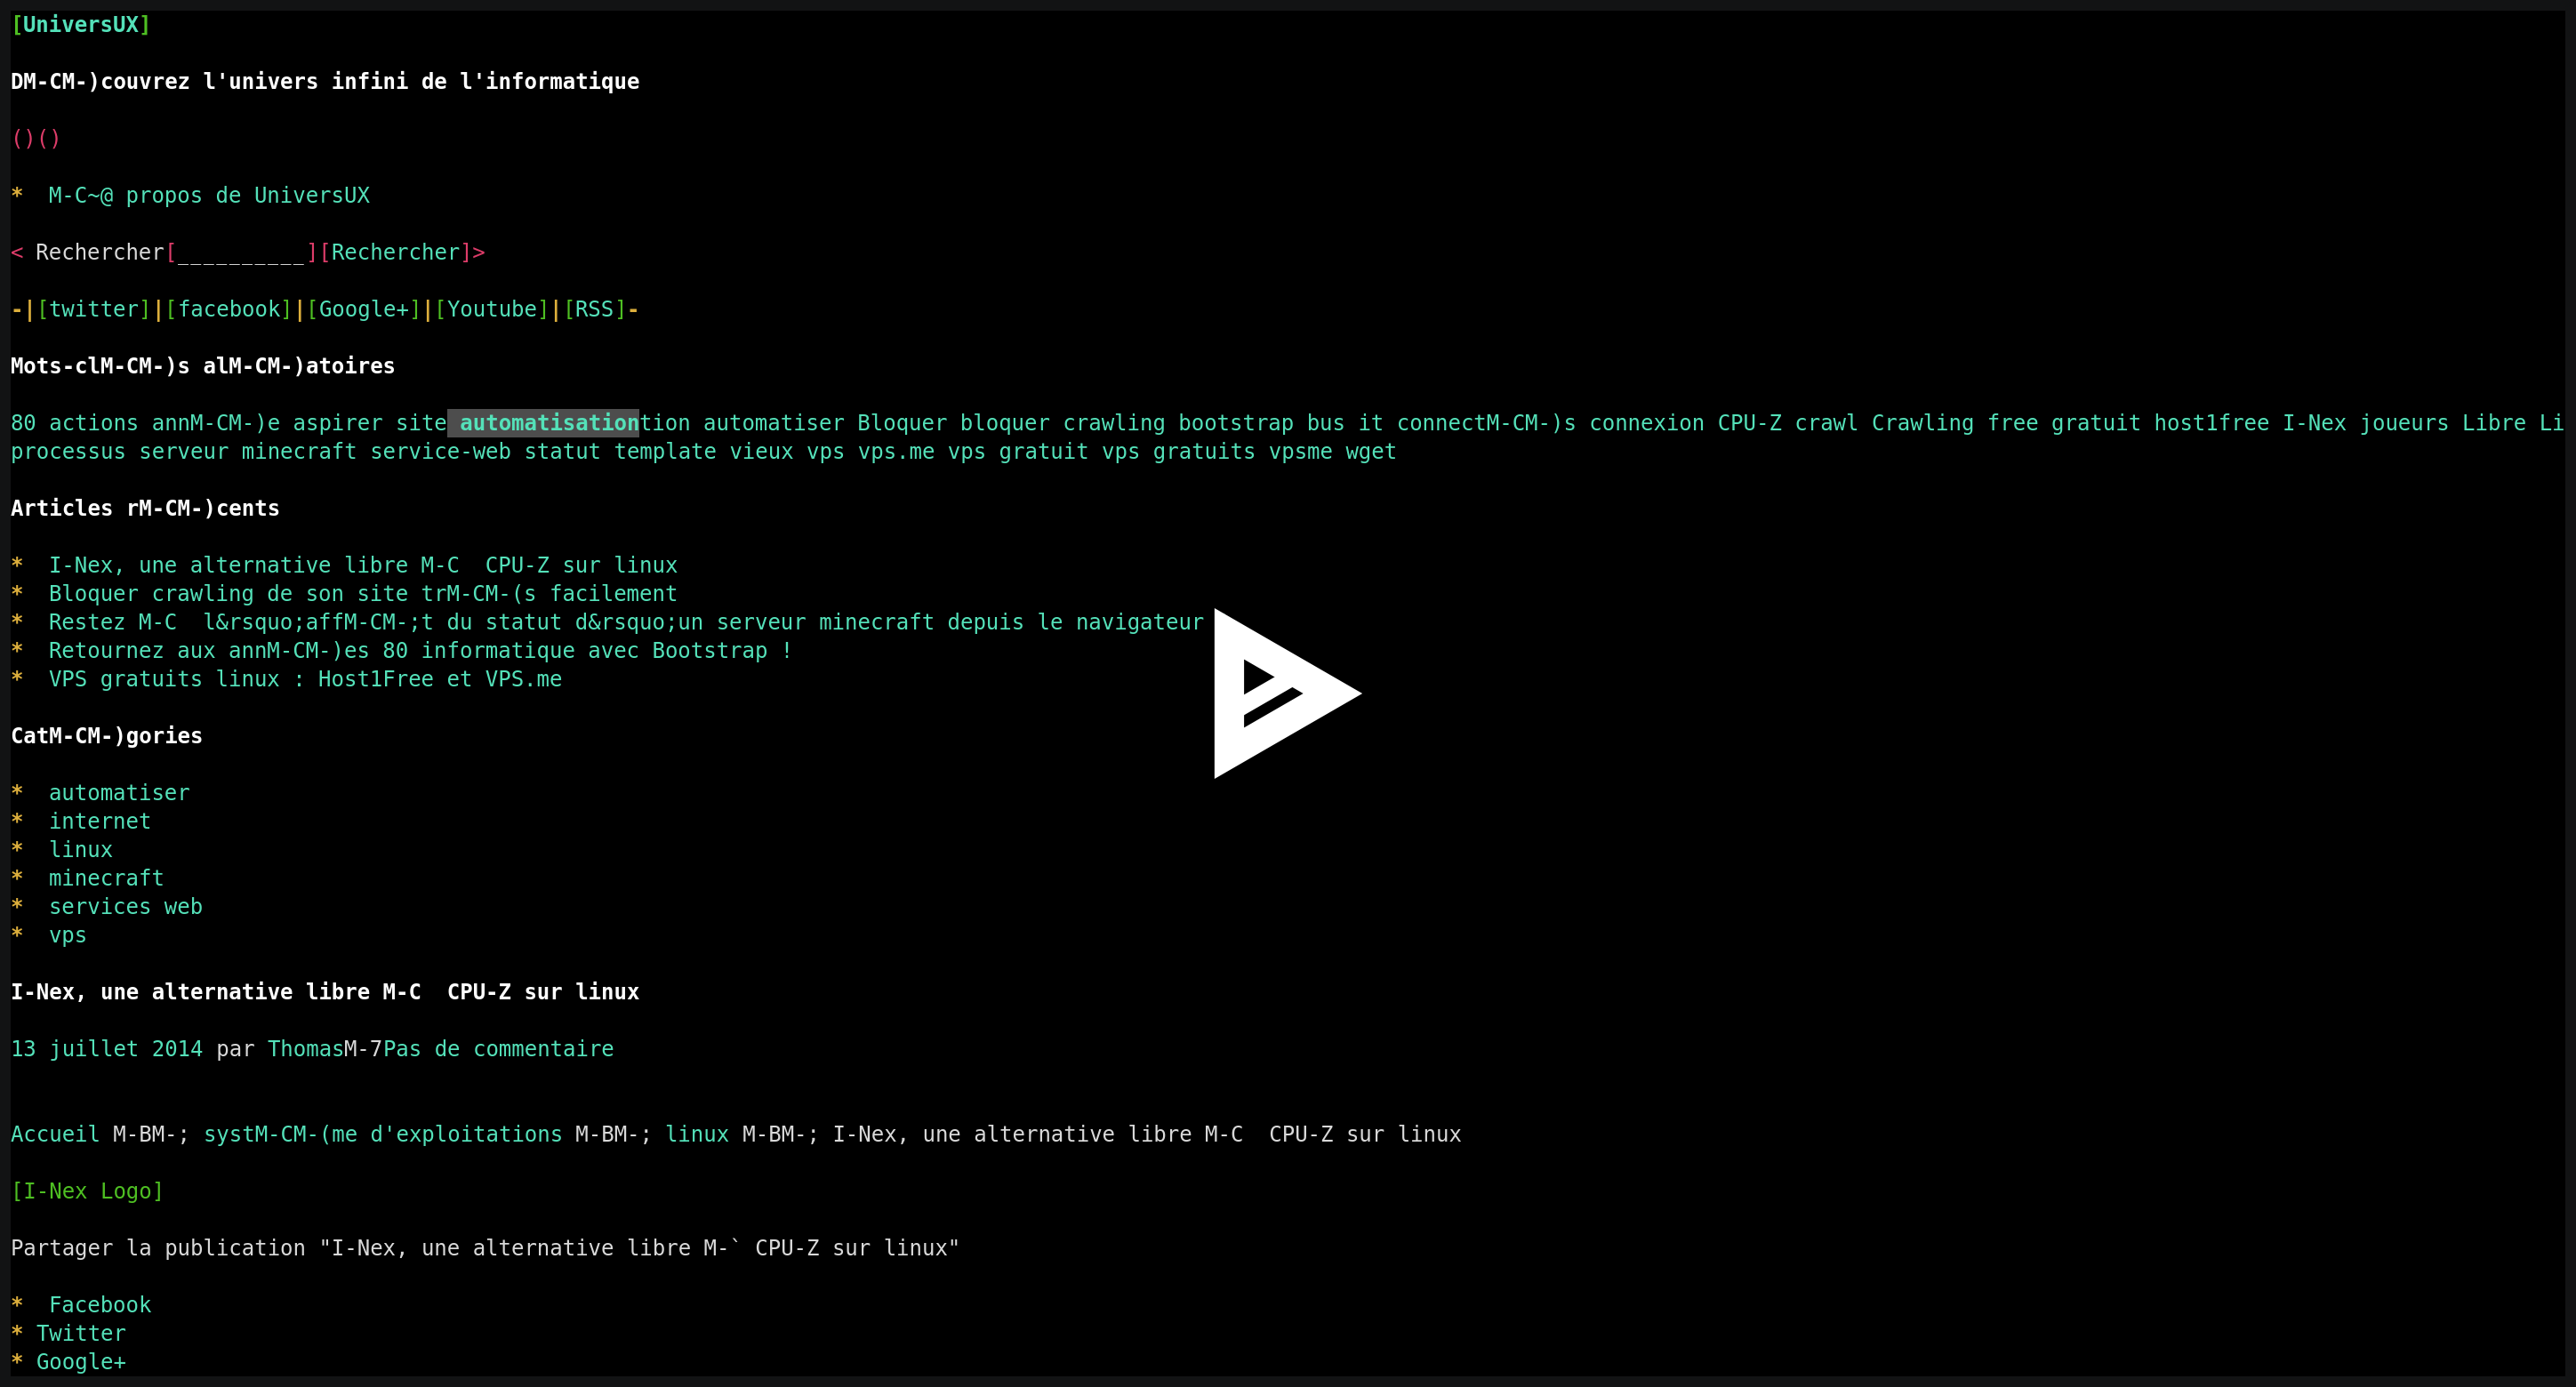 [UniversUX]
DM-CM-)couvrez l'univers infini de l'informatique
()()
*  M-C~@ propos de UniversUX
< Rechercher[__________][Rechercher]>
-|[twitter]|[facebook]|[Google+]|[Youtube]|[RSS]-
Mots-clM-CM-)s alM-CM-)atoires
80 actions annM-CM-)e aspirer site automatisationtion automatiser Bloquer bloquer crawling bootstrap bus it connectM-CM-)s connexion CPU-Z crawl Crawling free gratuit host1free I-Nex joueurs Libre Li
processus serveur minecraft service-web statut template vieux vps vps.me vps gratuit vps gratuits vpsme wget
Articles rM-CM-)cents
*  I-Nex, une alternative libre M-C  CPU-Z sur linux
*  Bloquer crawling de son site trM-CM-(s facilement
*  Restez M-C  l&rsquo;affM-CM-;t du statut d&rsquo;un serveur minecraft depuis le navigateur
*  Retournez aux annM-CM-)es 80 informatique avec Bootstrap !
*  VPS gratuits linux : Host1Free et VPS.me
CatM-CM-)gories
*  automatiser
*  internet
*  linux
*  minecraft
*  services web
*  vps
I-Nex, une alternative libre M-C  CPU-Z sur linux
13 juillet 2014 par ThomasM-7Pas de commentaire
Accueil M-BM-; systM-CM-(me d'exploitations M-BM-; linux M-BM-; I-Nex, une alternative libre M-C  CPU-Z sur linux
[I-Nex Logo]
Partager la publication "I-Nex, une alternative libre M-` CPU-Z sur linux"
*  Facebook
* Twitter
* Google+